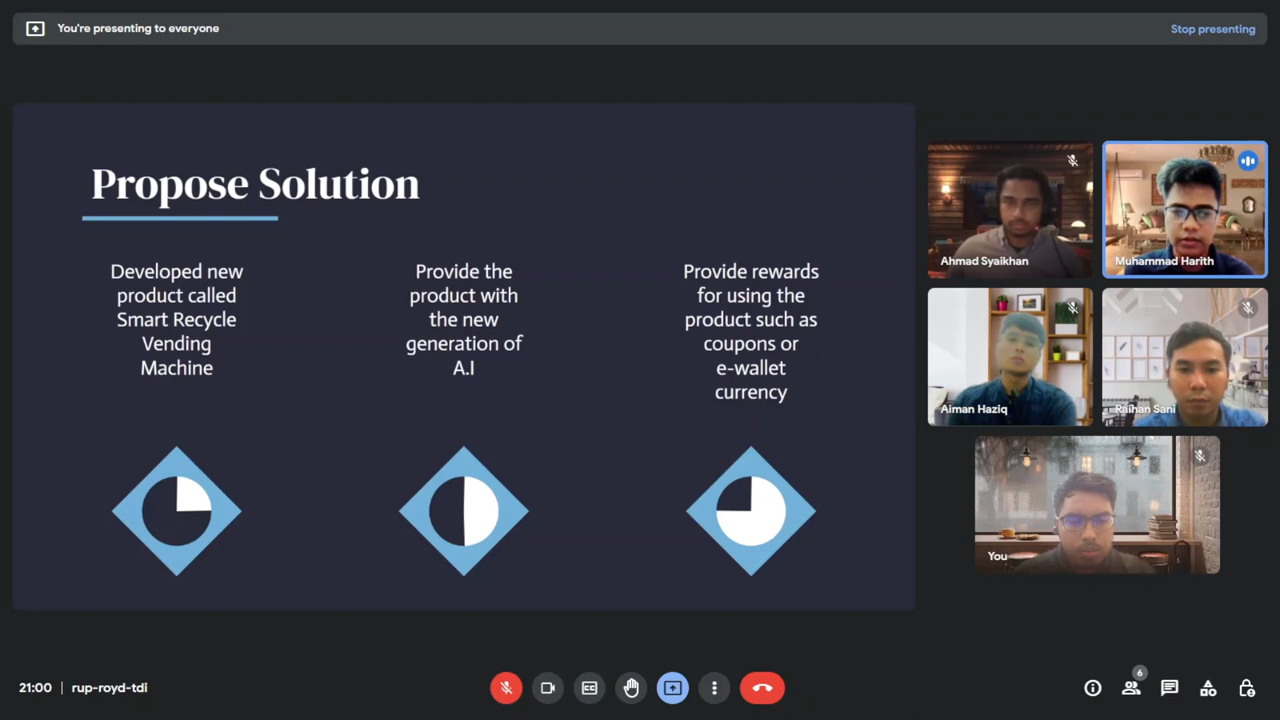 You're presenting to everyone
Stop presenting
Propose Solution
Developed new
product called
Smart Recycle
Vending
Machine
Provide the
product with
the new
generation of
A.I
Provide rewards
for using the
product such as
coupons or
e-wallet
currency
Ahmad Syaikhan
Muhammad Harith
Aiman Haziq
Raihan Sani
You
21:00
rup-royd-tdi
CC
6